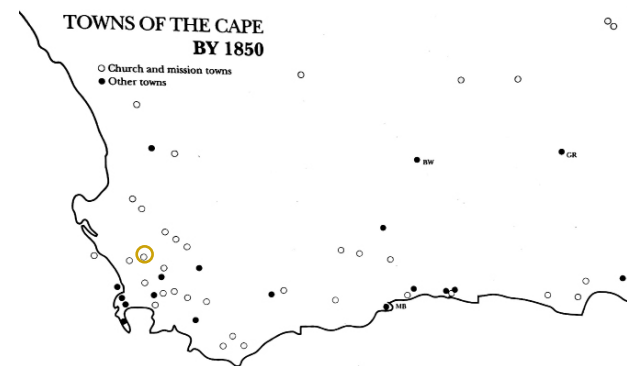 TOWNS OF THE CAPE
BY 1850
Church and mission towns
Other towns
BW
GR
MB